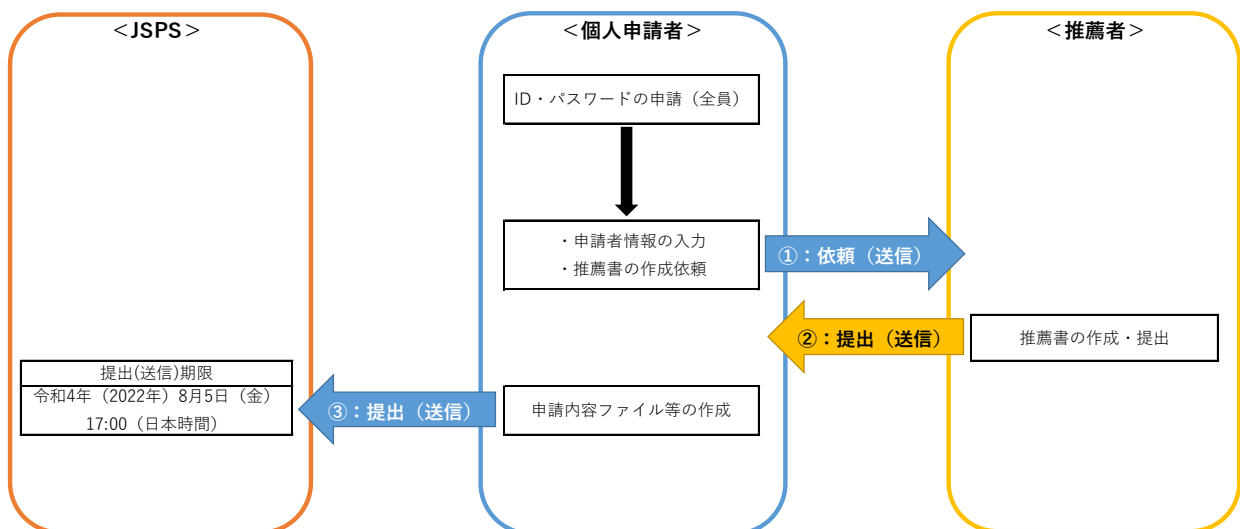 ＜JSPS＞
＜個人申請者＞
＜推薦者＞
ID・パスワードの申請（全員）
・申請者情報の入力
・推薦書の作成依頼
①：依頼（送信）
②：提出（送信）
推薦書の作成・提出
提出(送信)期限
令和4年（2022年）8月5日（金）
17:00（日本時間）
③：提出（送信）
申請内容ファイル等の作成